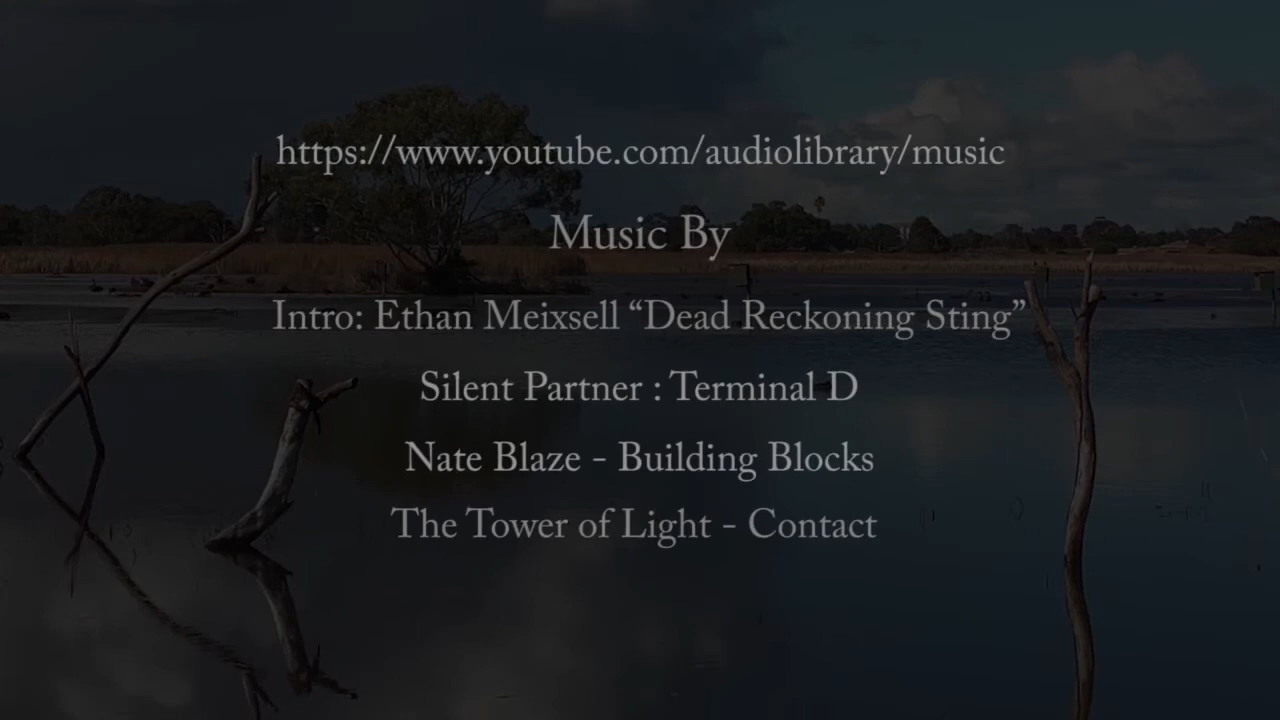 https://www.youtube.com/audiolibrary/music
Music By
Intro: Ethan Meixsell “Dead Reckoning Sting”
Silent Partner : Terminal D
Nate Blaze - Building Blocks
The Tower of Light - Contact